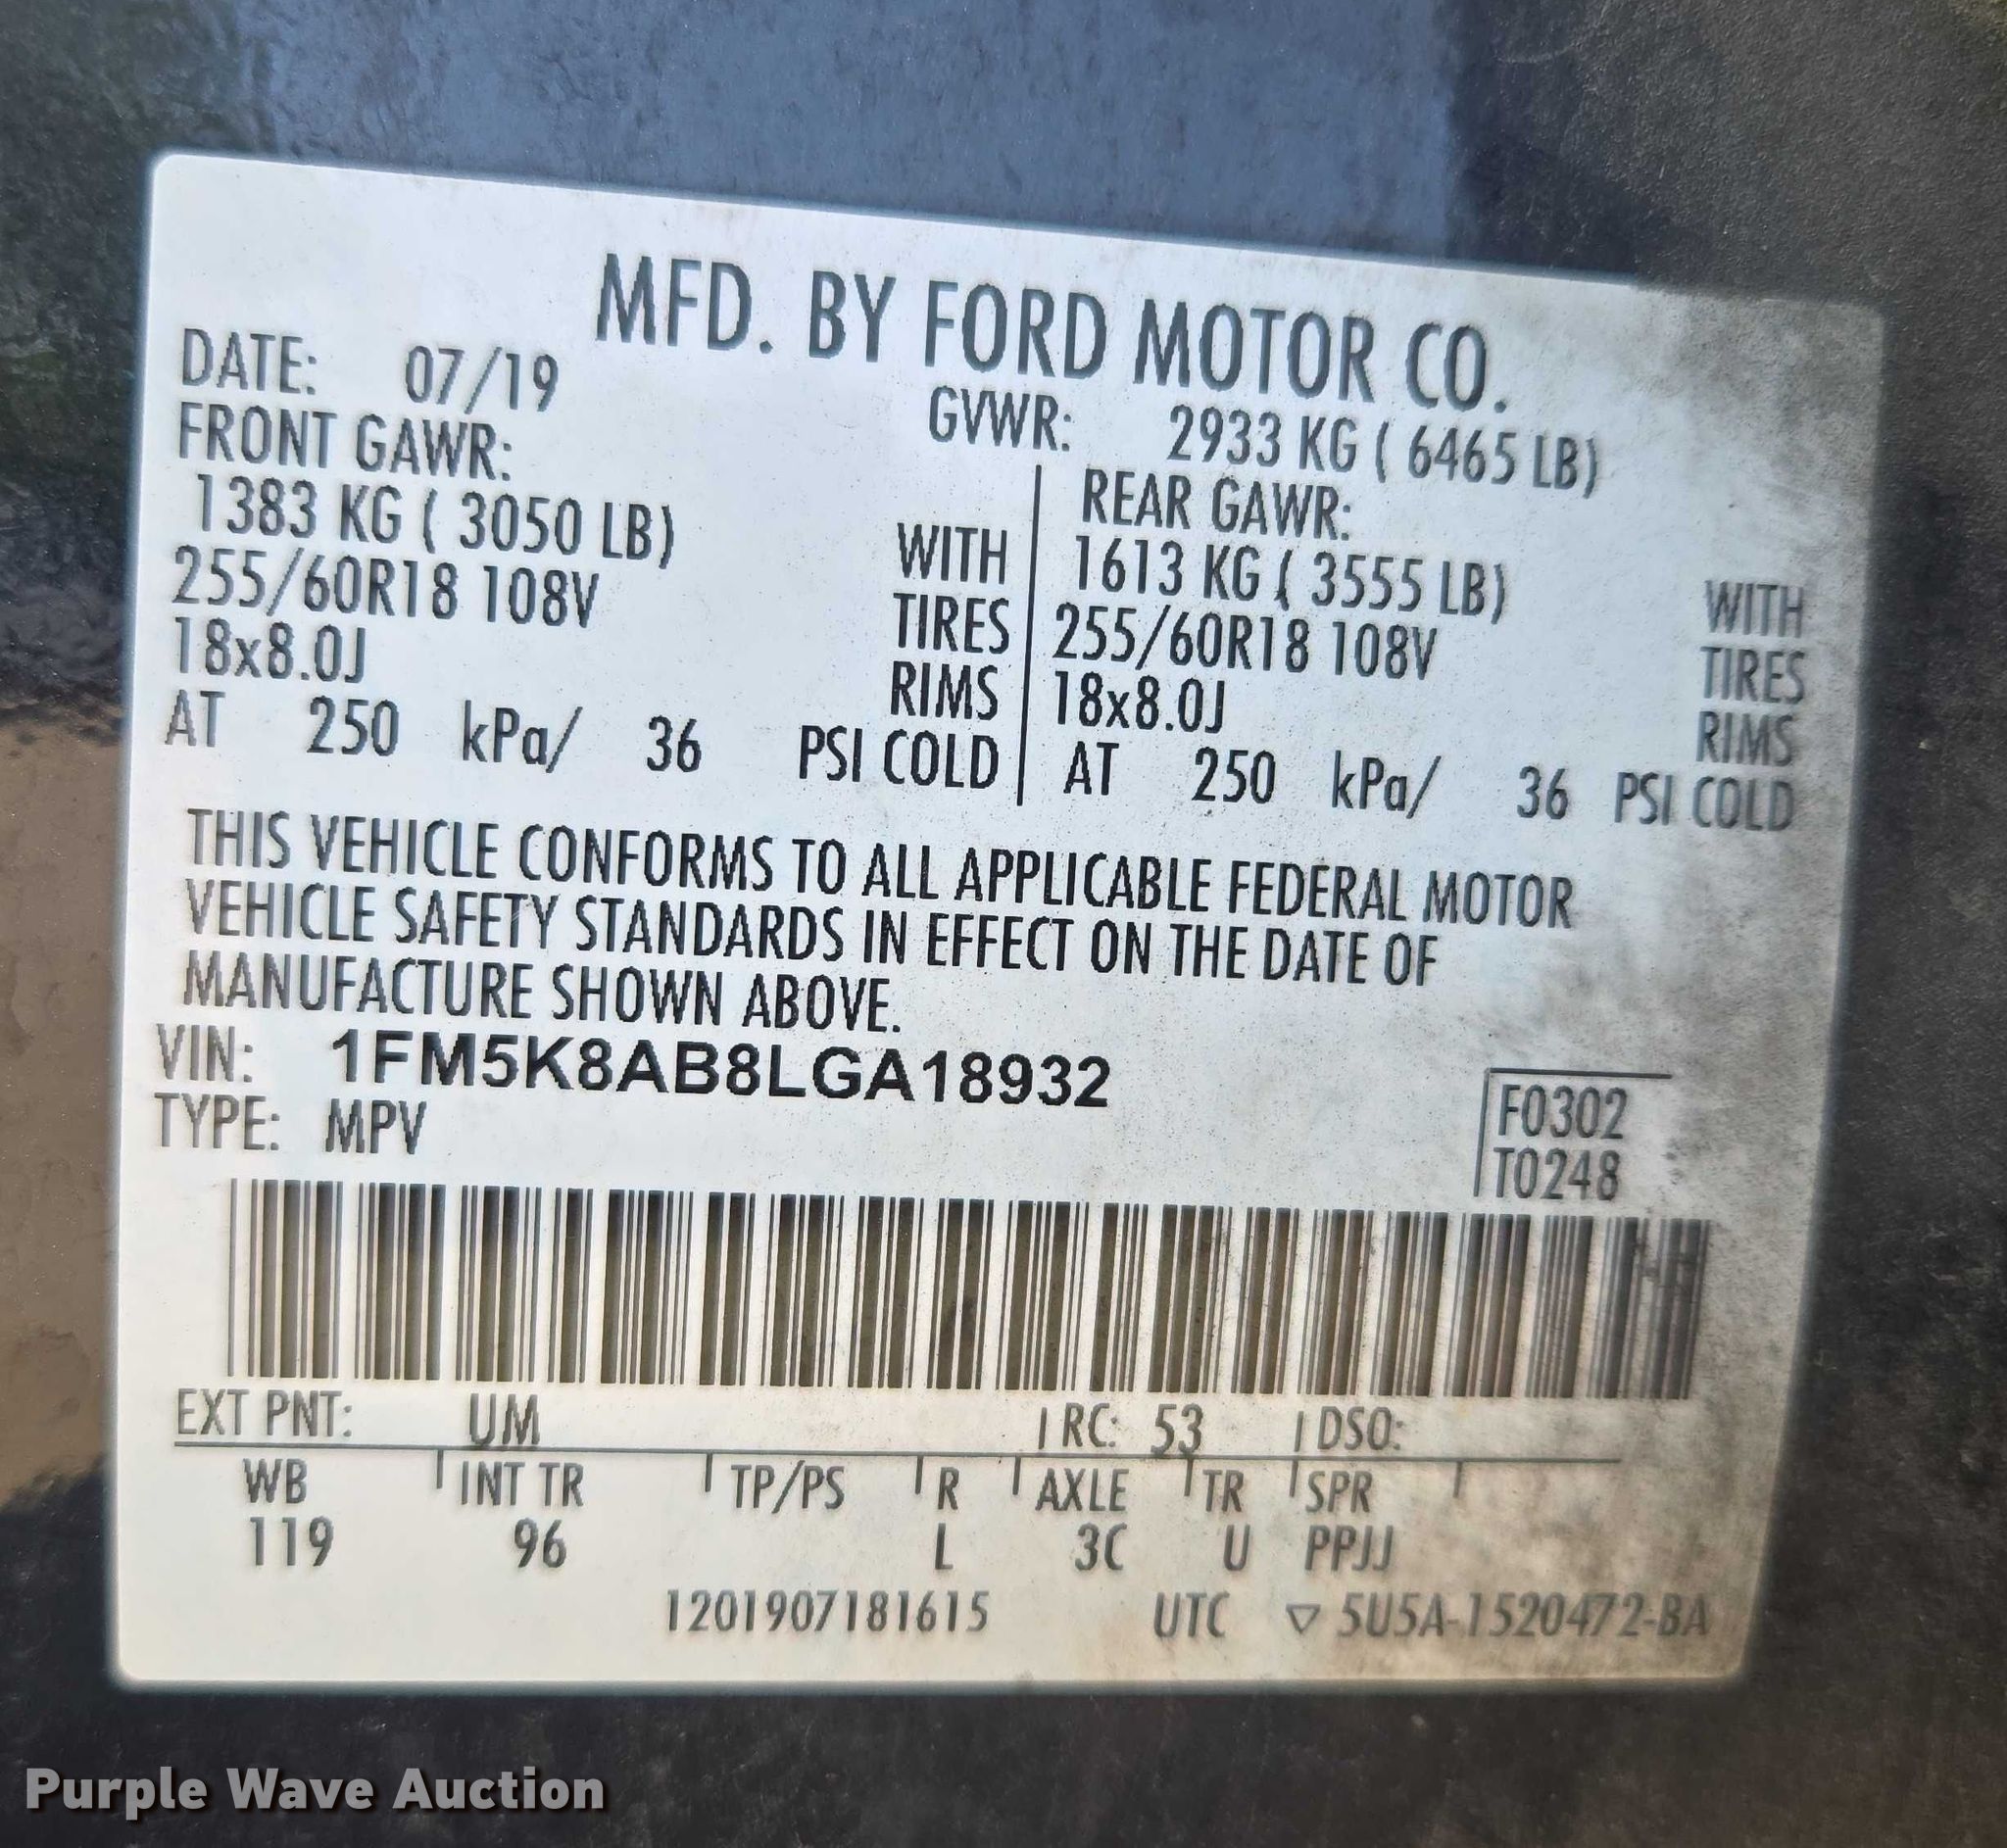 MFD. BY FORD MOTOR CO.
DATE: 07/19 GVWR: 2933 KG ( 6465 LB)
FRONT GAWR: REAR GAWR:
1383 KG ( 3050 LB) WITH 1613 KG ( 3555 LB) WITH
255/60R18 108V TIRES 255/60R18 108V TIRES
18x8.0J RIMS 18x8.0J RIMS
AT 250 kPa/ 36 PSI COLD AT 250 kPa/ 36 PSI COLD
THIS VEHICLE CONFORMS TO ALL APPLICABLE FEDERAL MOTOR
VEHICLE SAFETY STANDARDS IN EFFECT ON THE DATE OF
MANUFACTURE SHOWN ABOVE.
VIN: 1FM5K8AB8LGA18932
TYPE: MPV
F0302
T0248
EXT PNT: UM RC: 53 DSO:
WB INT TR TP/PS R AXLE TR SPR
119 96 L 3C U PPJJ
1201907181615 UTC ▽ 5U5A-1520472-BA
Purple Wave Auction